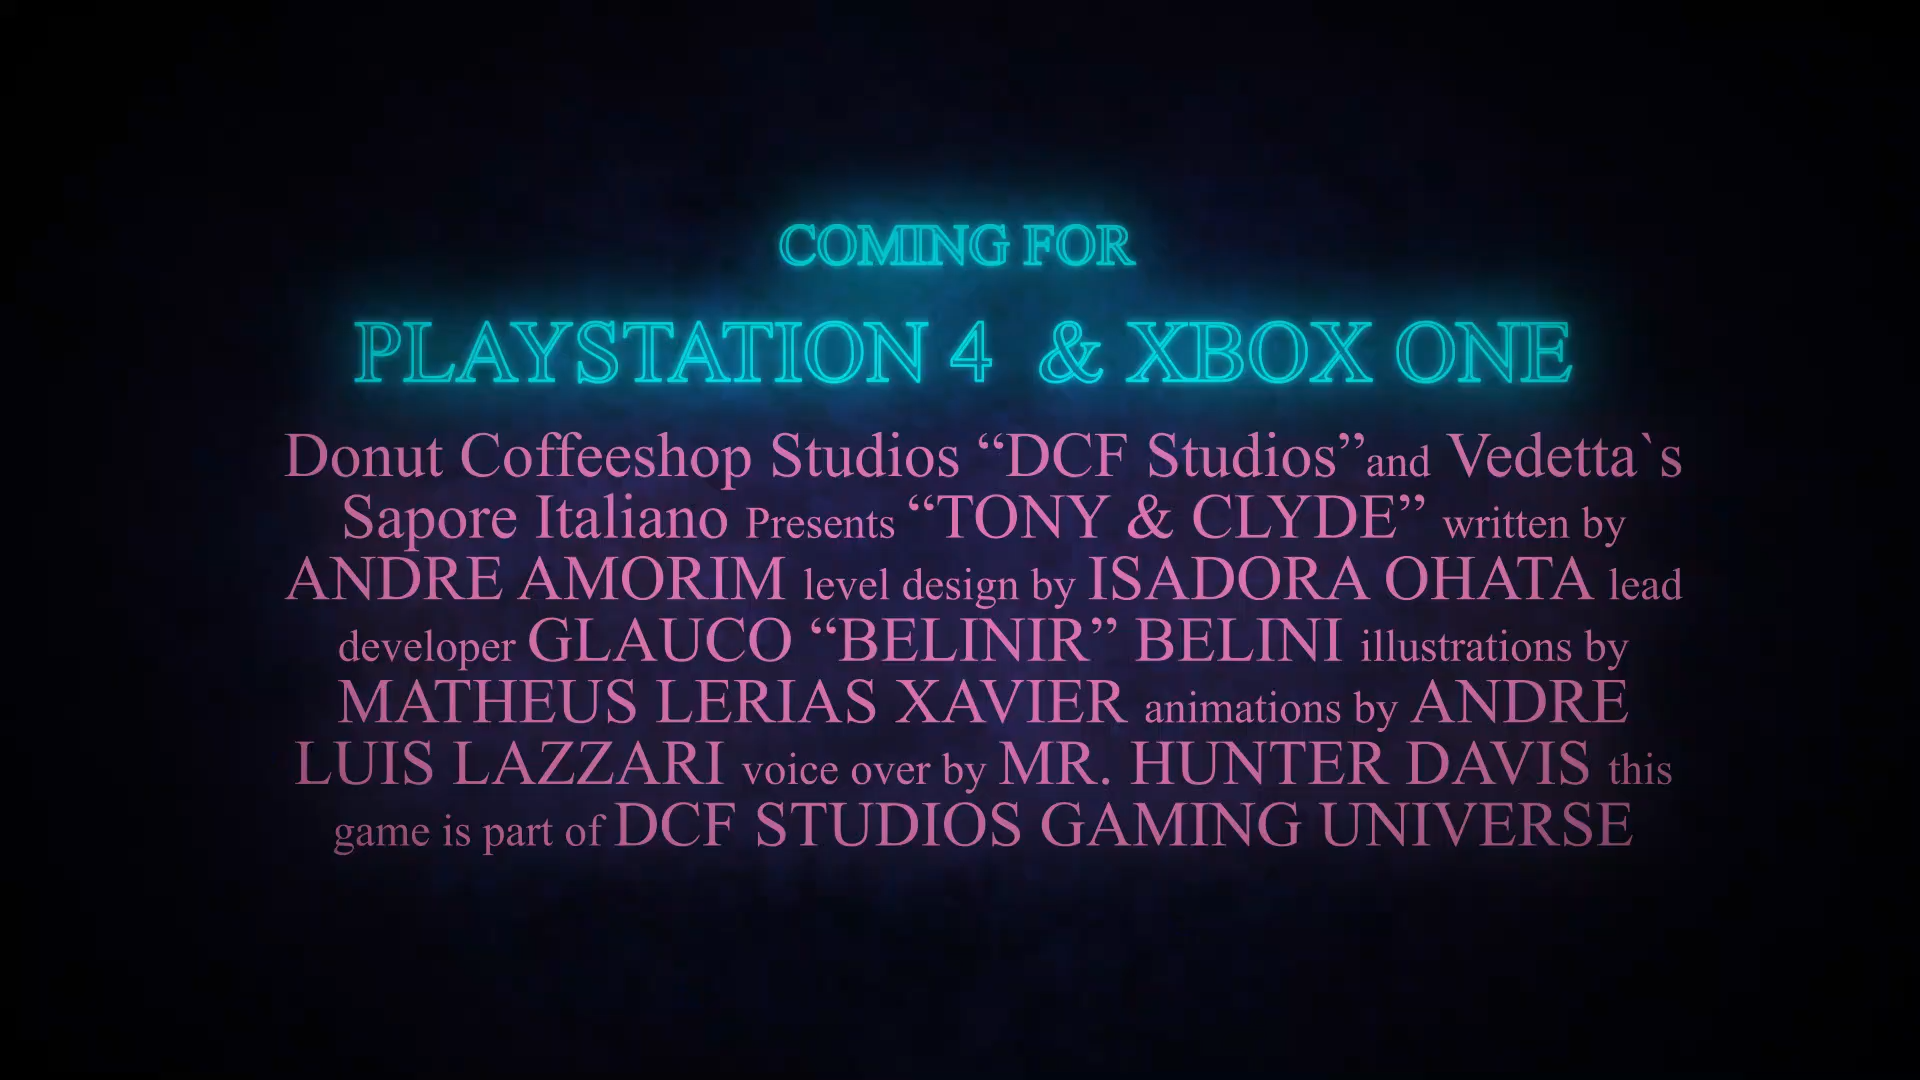 COMING FOR
PLAYSTATION 4 & XBOX ONE
Donut Coffeeshop Studios “DCF Studios”and Vedetta`s
Sapore Italiano Presents “TONY & CLYDE” written by
ANDRE AMORIM level design by ISADORA OHATA lead
developer GLAUCO “BELINIR” BELINI illustrations by
MATHEUS LERIAS XAVIER animations by ANDRE
LUIS LAZZARI voice over by MR. HUNTER DAVIS this
game is part of DCF STUDIOS GAMING UNIVERSE